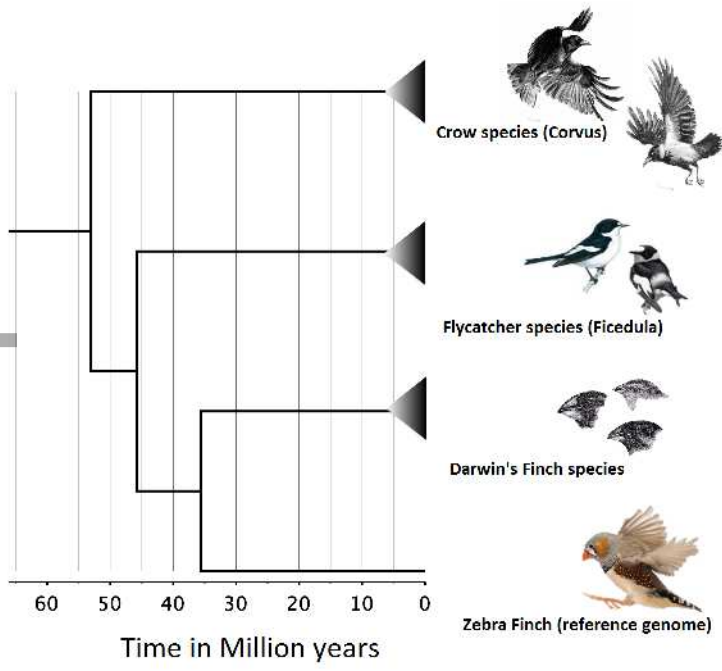 Crow species (Corvus)
Flycatcher species (Ficedula)
Darwin's Finch species
Zebra Finch (reference genome)
60 50 40 30 20 10 0
Time in Million years